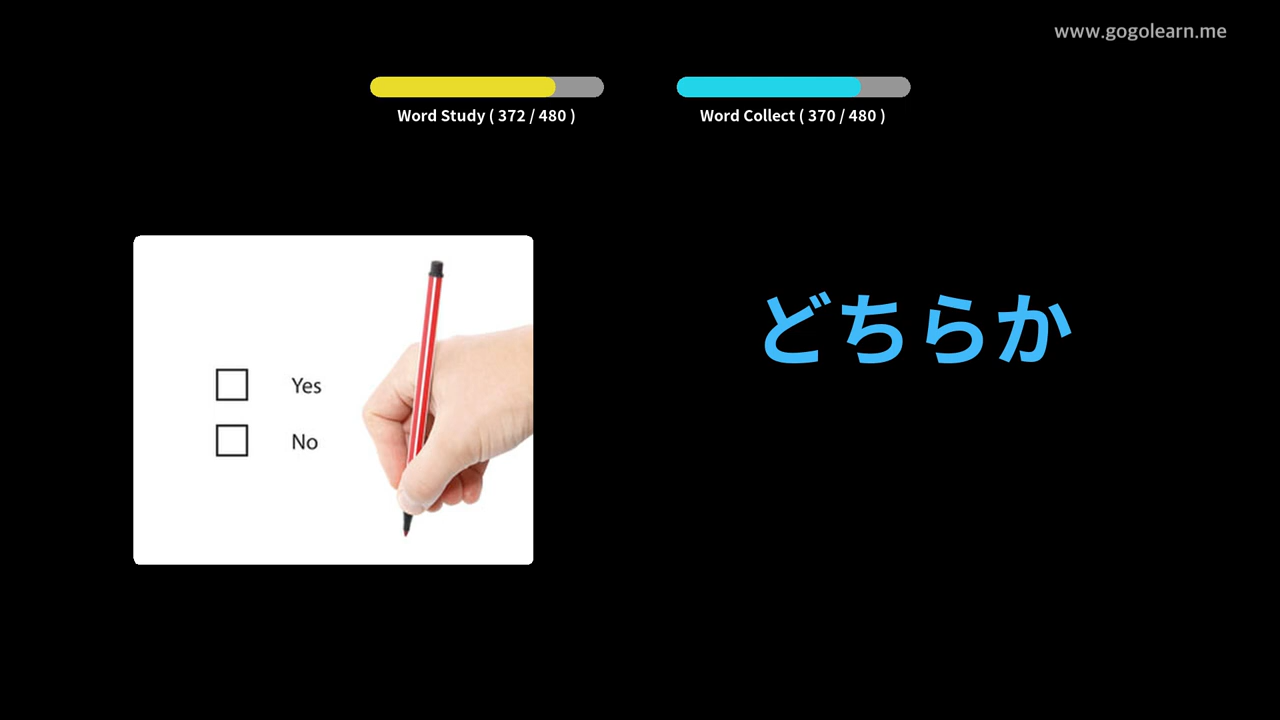 www.gogolearn.me
Word Study ( 372 / 480 )
Word Collect ( 370 / 480 )
どちらか
Yes
No